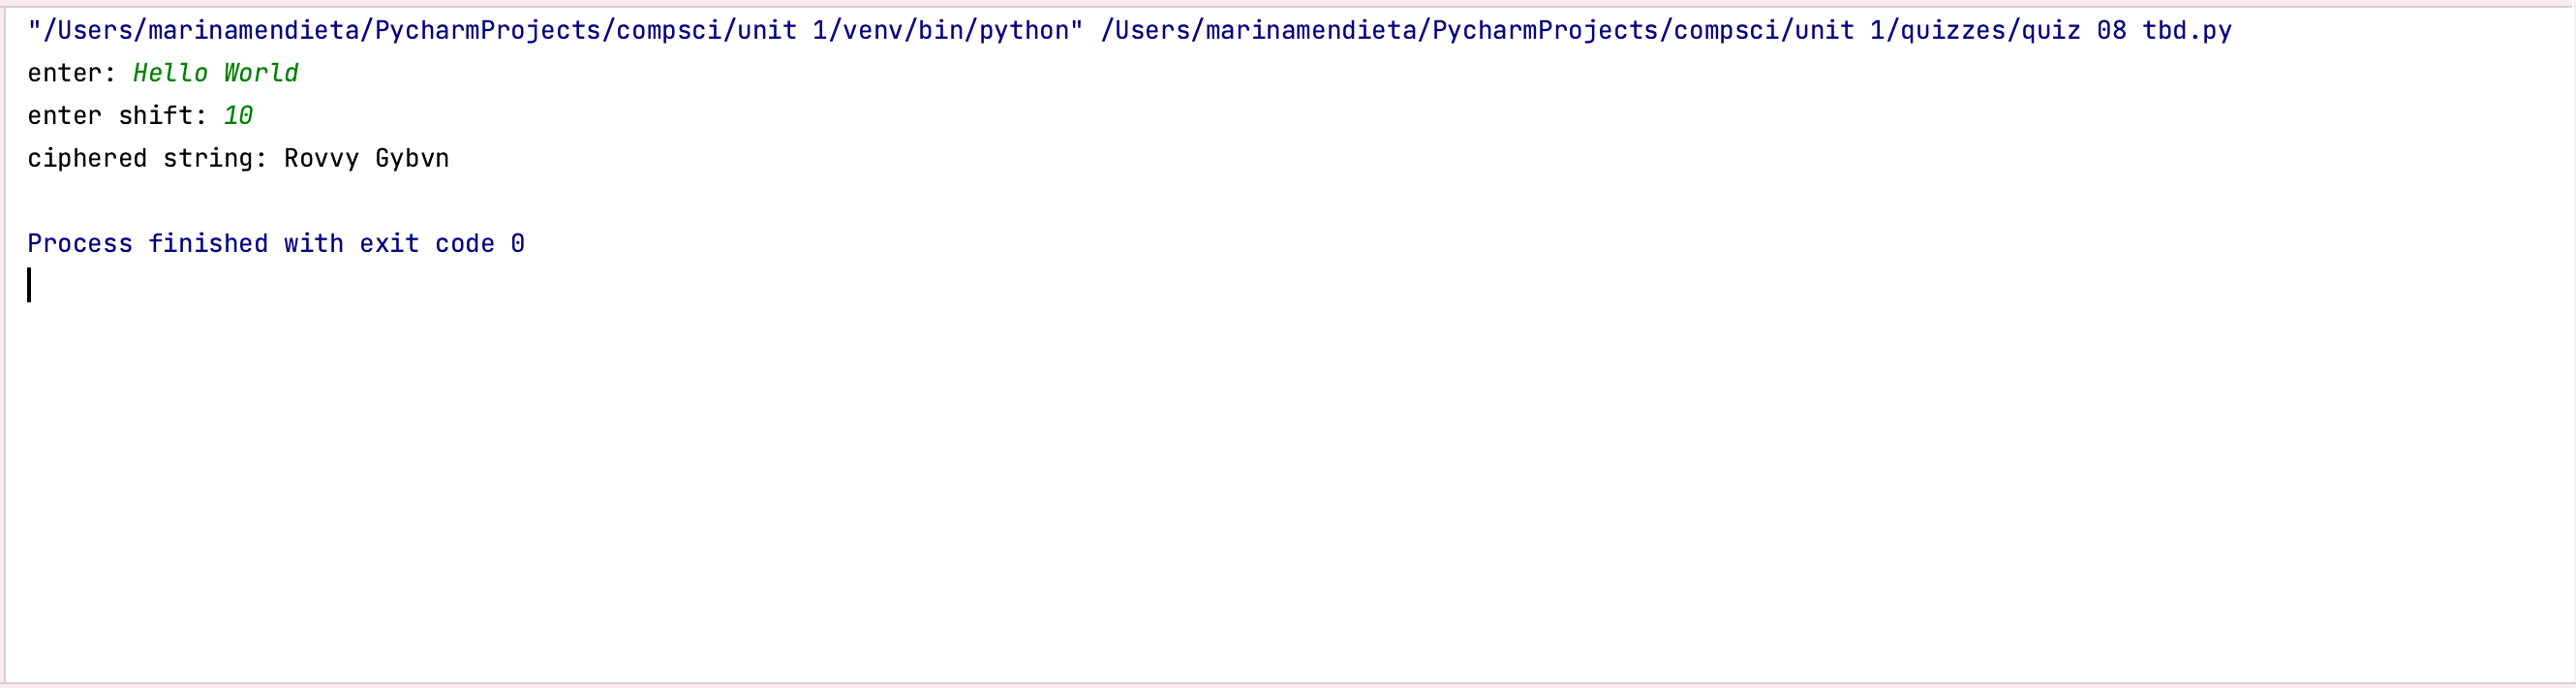 "/Users/marinamendieta/PycharmProjects/compsci/unit 1/venv/bin/python" /Users/marinamendieta/PycharmProjects/compsci/unit 1/quizzes/quiz 08 tbd.py
enter: Hello World
enter shift: 10
ciphered string: Rovvy Gybvn
Process finished with exit code 0